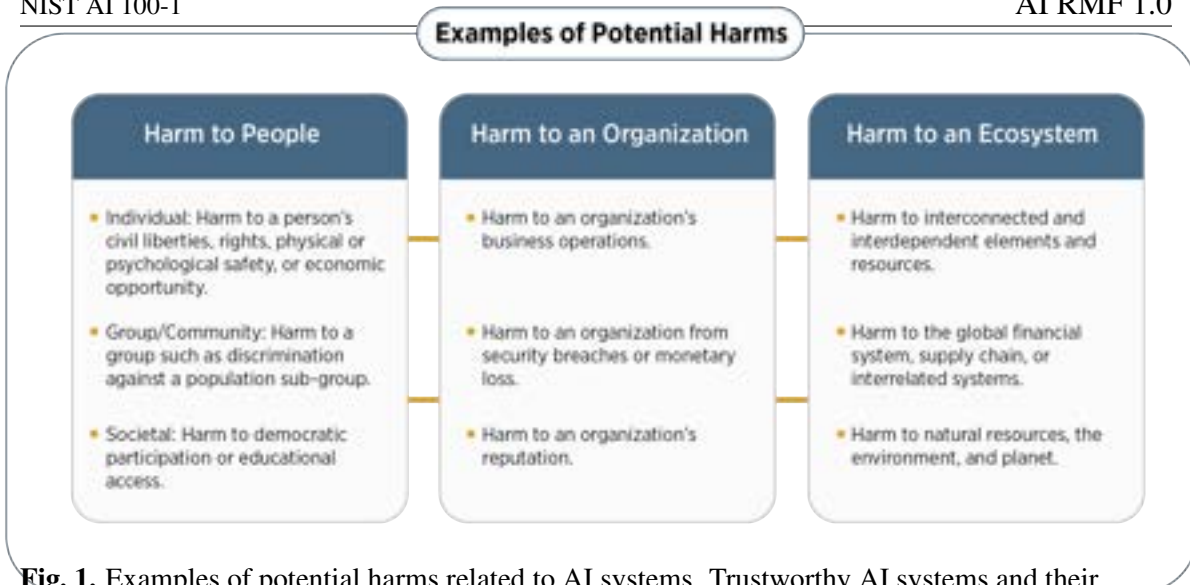 NIST AI 100-1
AI RMF 1.0
Examples of Potential Harms
Harm to People
• Individual: Harm to a person's
civil liberties, rights, physical or
psychological safety, or economic
opportunity.
• Group/Community: Harm to a
group such as discrimination
against a population sub-group.
• Societal: Harm to democratic
participation or educational
access.
Harm to an Organization
• Harm to an organization's
business operations.
• Harm to an organization from
security breaches or monetary
loss.
• Harm to an organization's
reputation.
Harm to an Ecosystem
• Harm to interconnected and
interdependent elements and
resources.
• Harm to the global financial
system, supply chain, or
interrelated systems.
• Harm to natural resources, the
environment, and planet.
Fig. 1. Examples of potential harms related to AI systems. Trustworthy AI systems and their